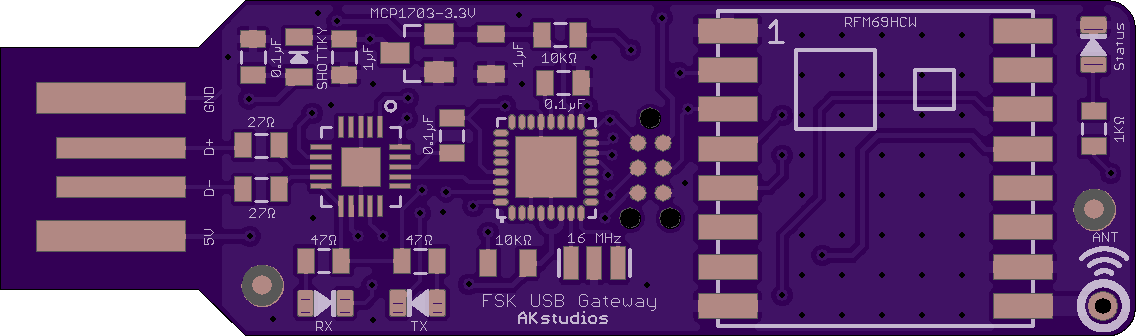 MCP1703-3.3V
RFM69HCW
1
Status
0.1µF
SHOTTKY
1µF
1µF
10KΩ
0.1µF
GND
27Ω
0.1µF
1KΩ
D+
D-
27Ω
5V
47Ω
47Ω
10KΩ
16 MHz
ANT
FSK USB Gateway
AKstudios
RX
TX